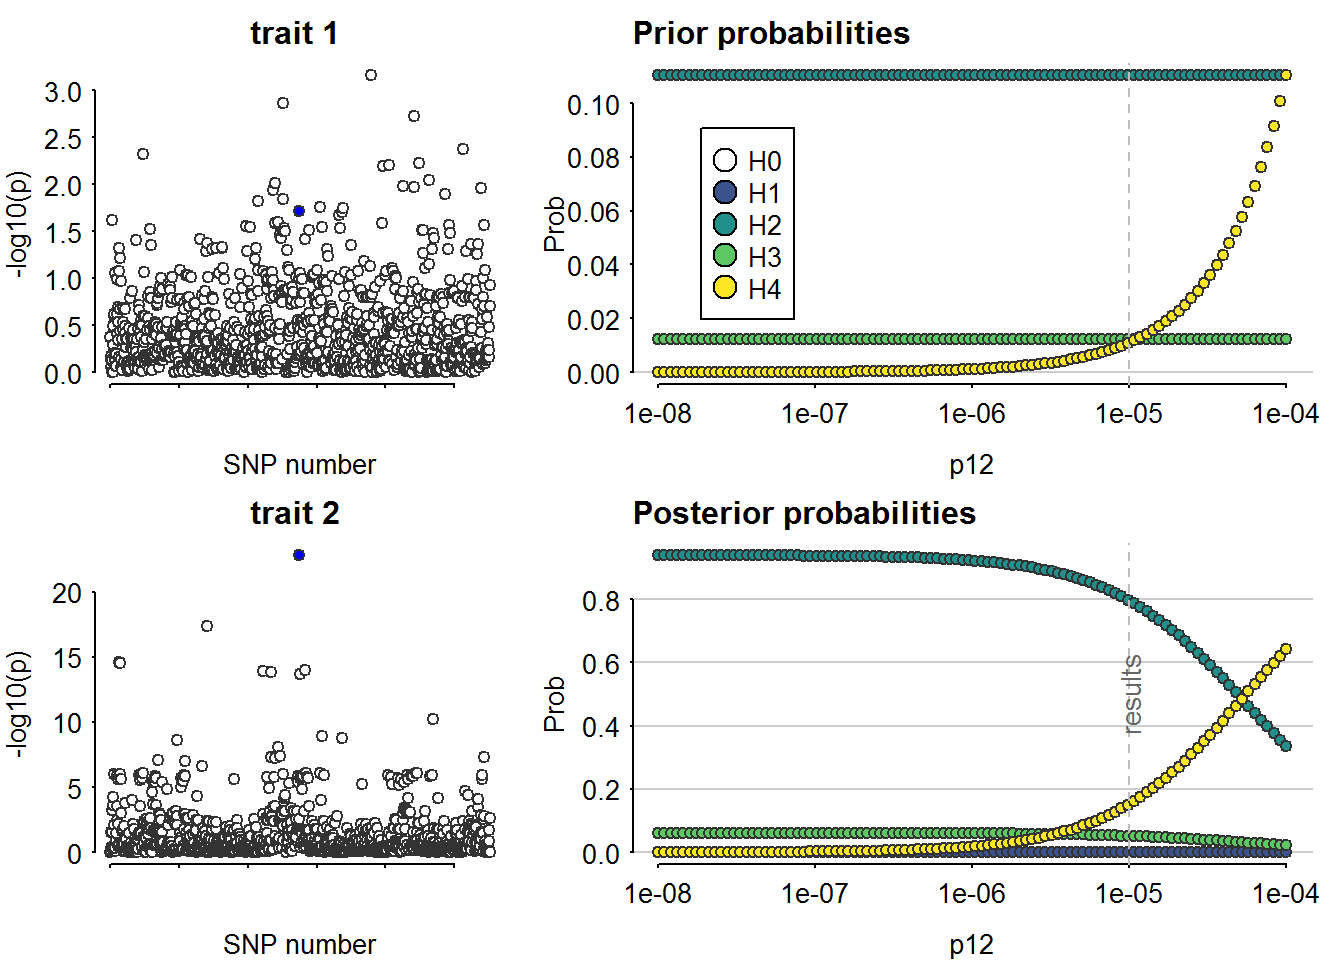 trait 1
3.0
2.5
2.0
1.5
1.0
0.5
0.0
-log10(p)
SNP number
Prior probabilities
0.10
0.08
0.06
0.04
0.02
0.00
Prob
H0
H1
H2
H3
H4
1e-08 1e-07 1e-06 1e-05 1e-04
p12
trait 2
20
15
10
5
0
-log10(p)
SNP number
Posterior probabilities
0.8
0.6
0.4
0.2
0.0
Prob
results
1e-08 1e-07 1e-06 1e-05 1e-04
p12